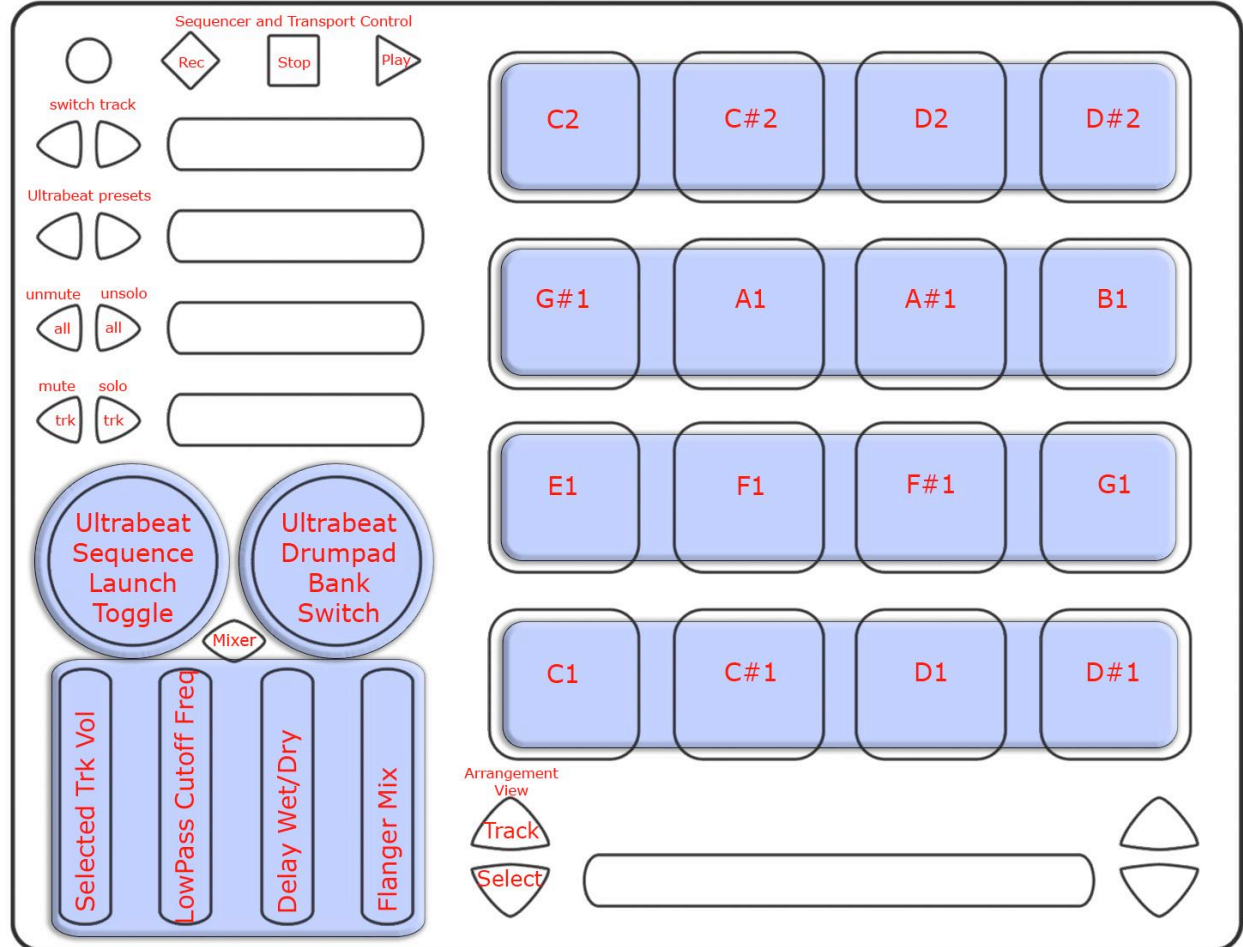 Sequencer and Transport Control
Rec
Stop
Play
switch track
Ultrabeat presets
unmute unsolo
all all
mute solo
trk trk
Ultrabeat
Sequence
Launch
Toggle
Ultrabeat
Drumpad
Bank
Switch
Mixer
Selected Trk Vol
LowPass Cutoff Freq
Delay Wet/Dry
Flanger Mix
C2 C#2 D2 D#2
G#1 A1 A#1 B1
E1 F1 F#1 G1
C1 C#1 D1 D#1
Arrangement
View
Track
Select